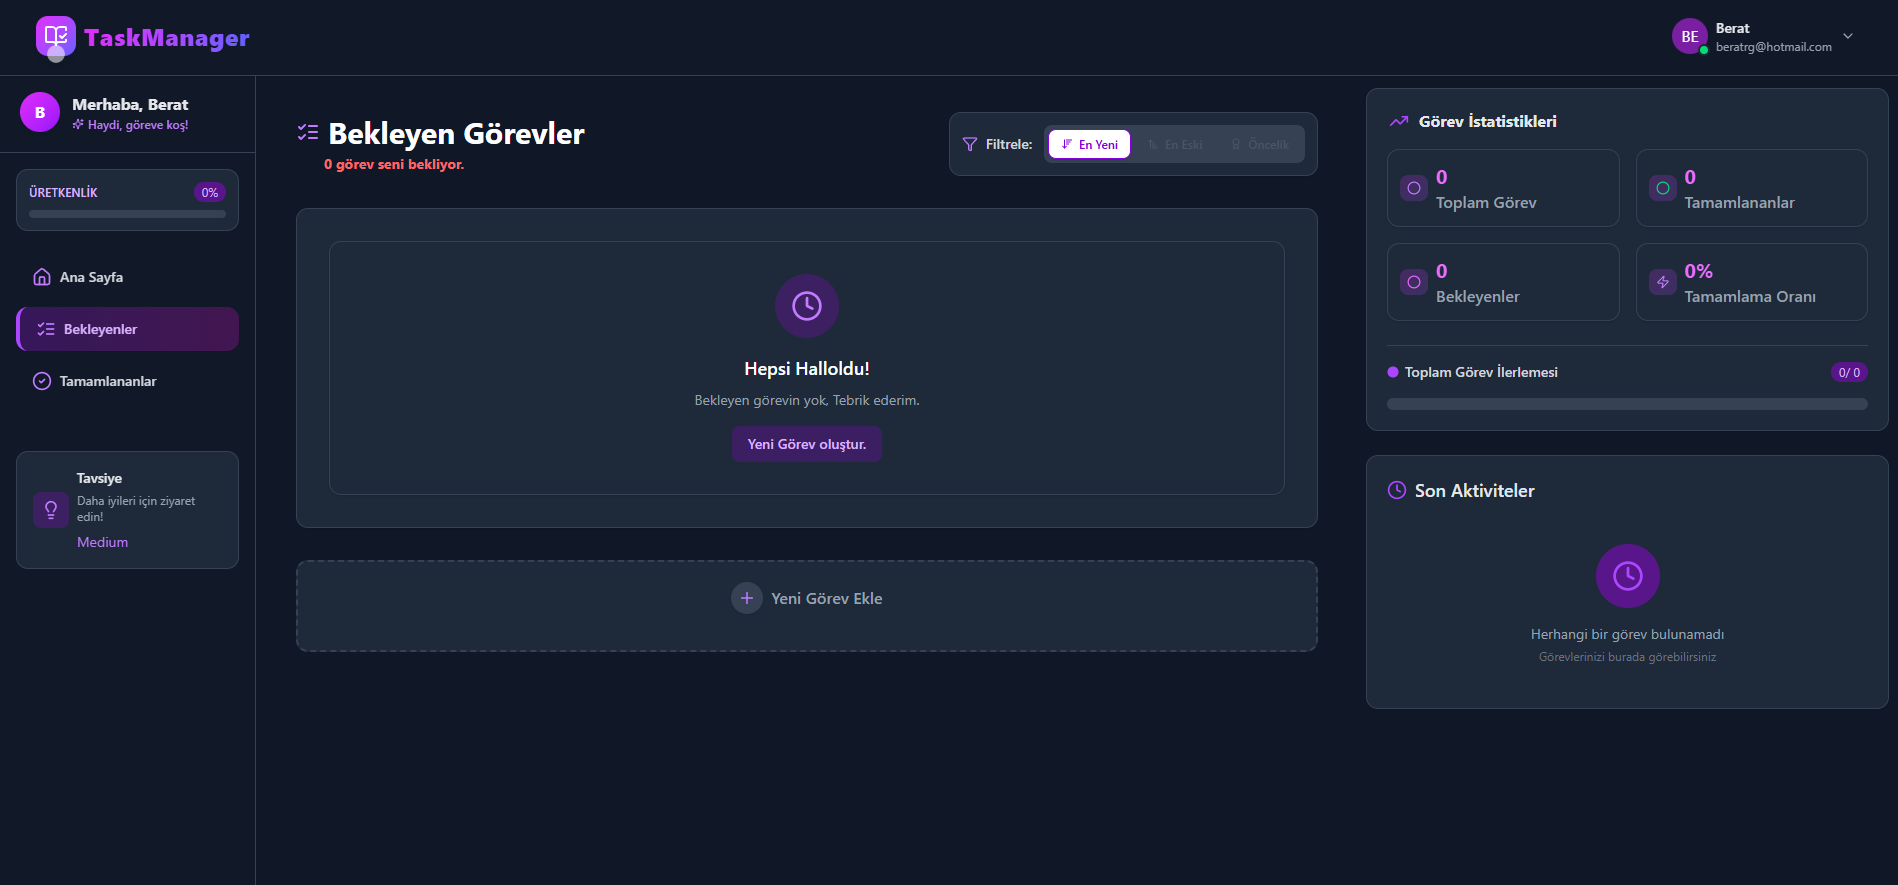 TaskManager
BE
Berat
beratrg@hotmail.com
B
Merhaba, Berat
Haydi, göreve koş!
ÜRETKENLİK
0%
Ana Sayfa
Bekleyenler
Tamamlananlar
Tavsiye
Daha iyileri için ziyaret
edin!
Medium
Bekleyen Görevler
0 görev seni bekliyor.
Filtrele:
En Yeni
En Eski
Öncelik
Hepsi Halloldu!
Bekleyen görevin yok, Tebrik ederim.
Yeni Görev oluştur.
Yeni Görev Ekle
Görev İstatistikleri
0
Toplam Görev
0
Tamamlananlar
0
Bekleyenler
0%
Tamamlama Oranı
Toplam Görev İlerlemesi
0/ 0
Son Aktiviteler
Herhangi bir görev bulunamadı
Görevlerinizi burada görebilirsiniz